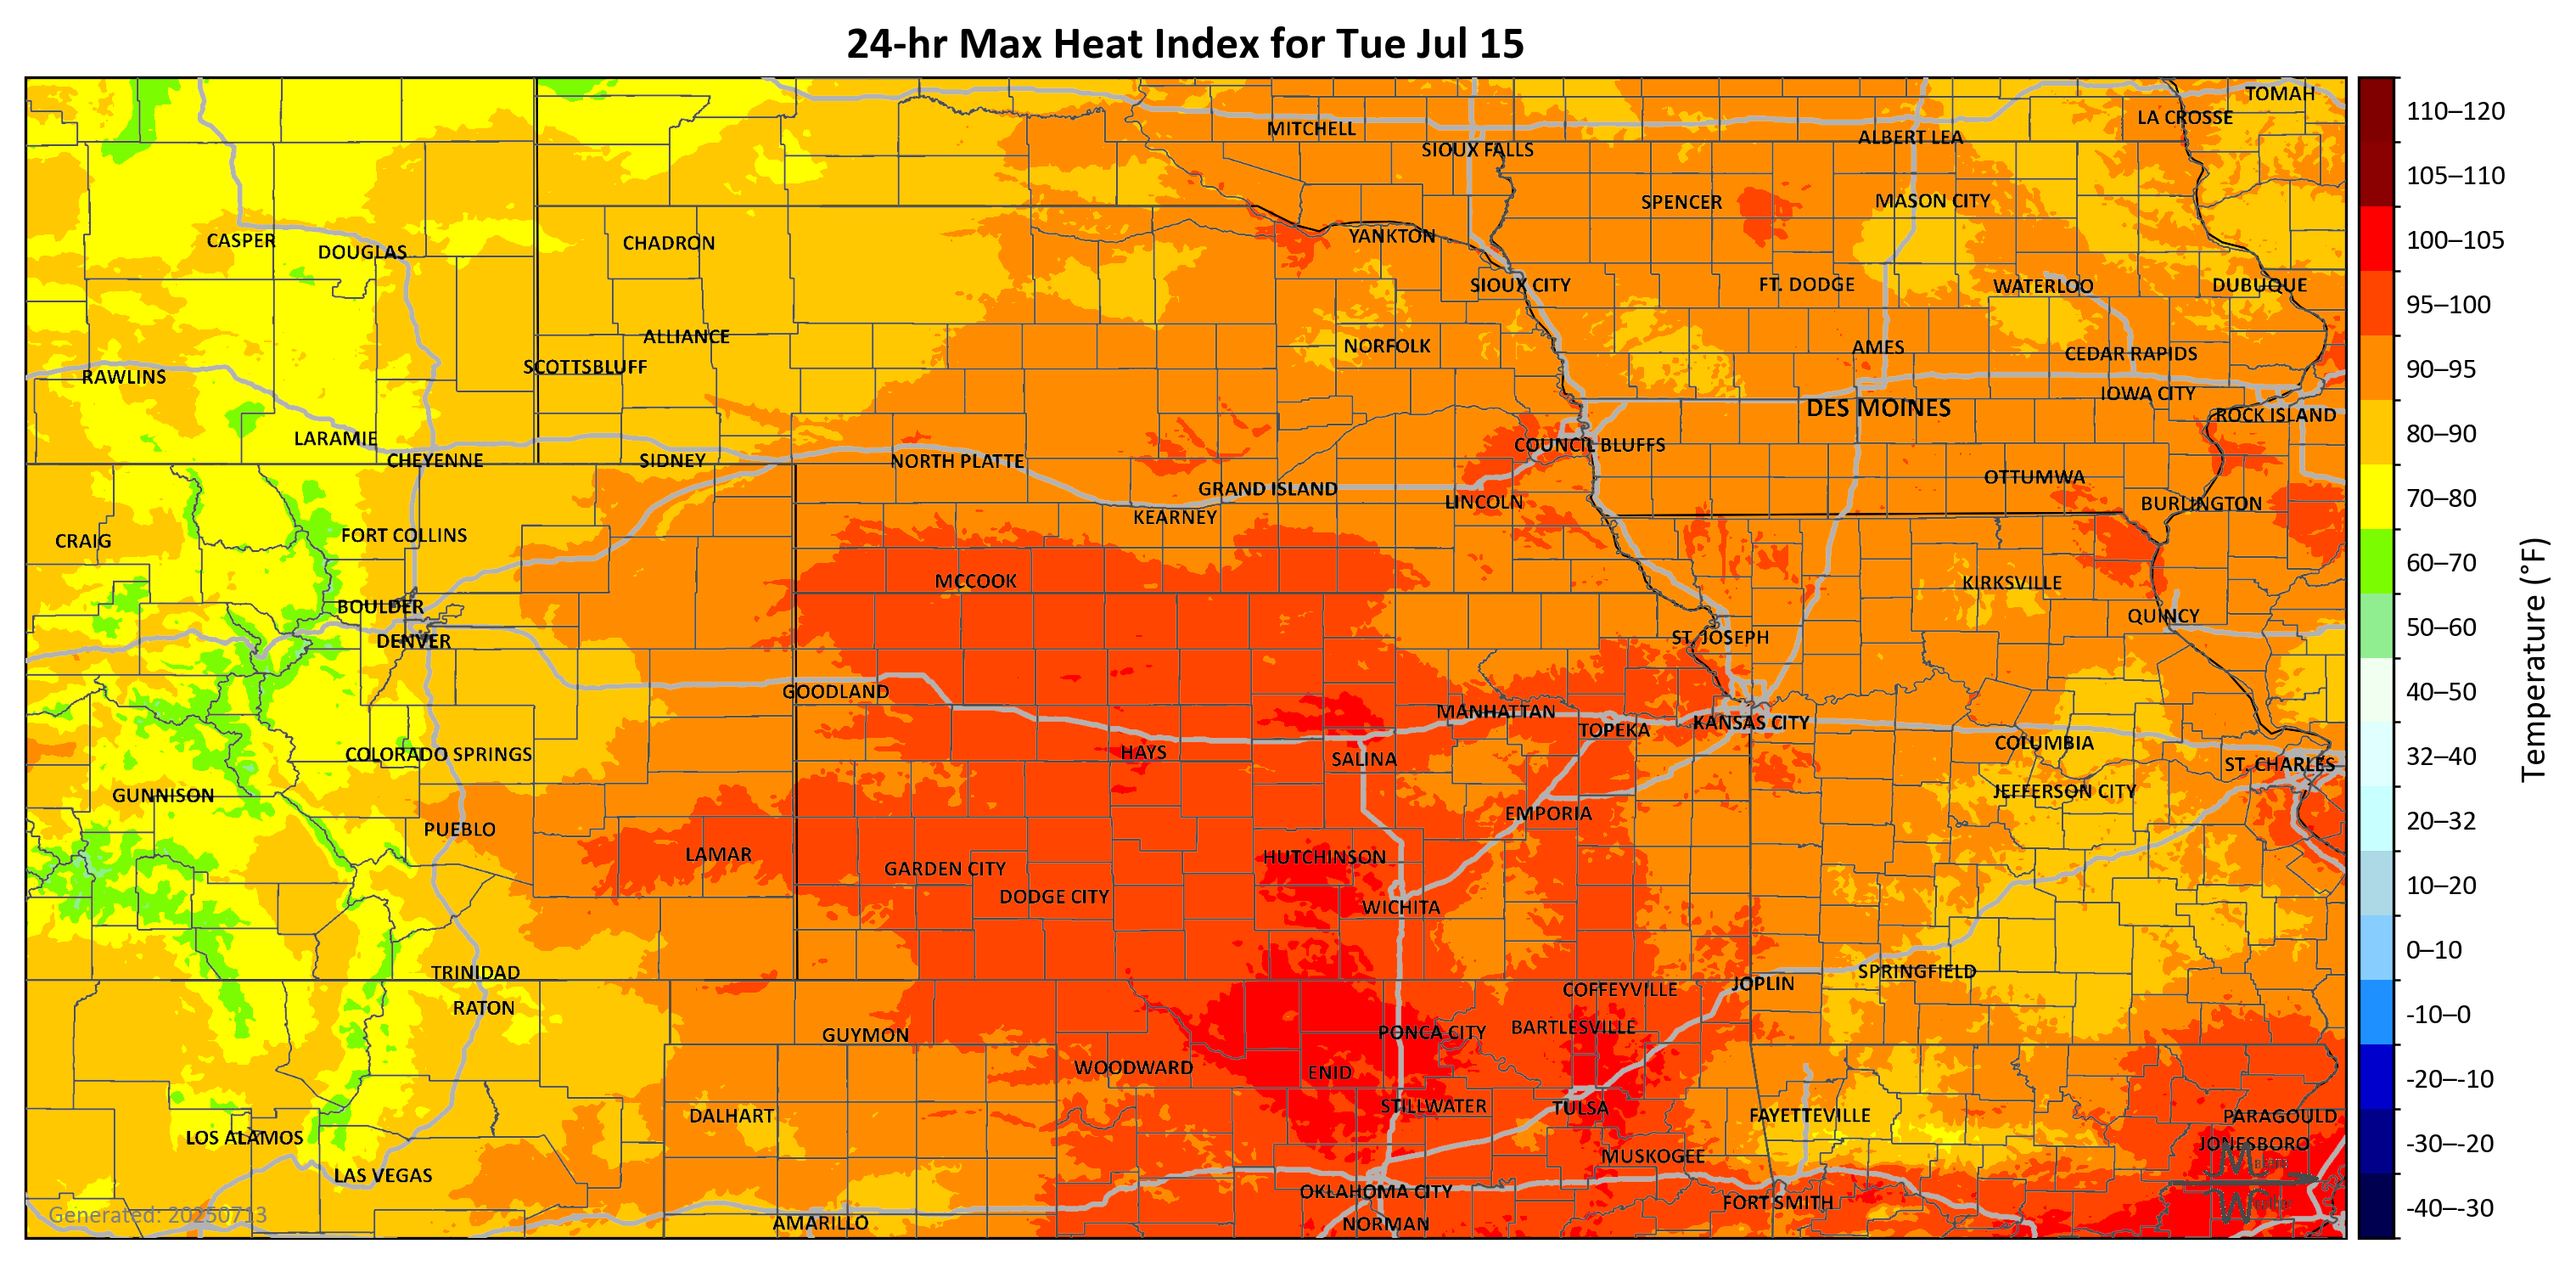 24-hr Max Heat Index for Tue Jul 15
TOMAH
LA CROSSE
MITCHELL
ALBERT LEA
SIOUX FALLS
SPENCER
MASON CITY
CASPER
DOUGLAS
CHADRON
YANKTON
SIOUX CITY
FT. DODGE
WATERLOO
DUBUQUE
ALLIANCE
NORFOLK
AMES
CEDAR RAPIDS
SCOTTSBLUFF
RAWLINS
IOWA CITY
DES MOINES
ROCK ISLAND
LARAMIE
COUNCIL BLUFFS
CHEYENNE
SIDNEY
NORTH PLATTE
OTTUMWA
GRAND ISLAND
LINCOLN
BURLINGTON
KEARNEY
FORT COLLINS
CRAIG
MCCOOK
KIRKSVILLE
BOULDER
QUINCY
DENVER
ST. JOSEPH
GOODLAND
MANHATTAN
KANSAS CITY
TOPEKA
COLUMBIA
HAYS
COLORADO SPRINGS
SALINA
ST. CHARLES
GUNNISON
JEFFERSON CITY
EMPORIA
PUEBLO
LAMAR
HUTCHINSON
GARDEN CITY
DODGE CITY
WICHITA
TRINIDAD
SPRINGFIELD
JOPLIN
COFFEYVILLE
RATON
BARTLESVILLE
PONCA CITY
GUYMON
WOODWARD
ENID
STILLWATER
TULSA
DALHART
FAYETTEVILLE
PARAGOULD
LOS ALAMOS
JONESBORO
MUSKOGEE
LAS VEGAS
OKLAHOMA CITY
FORT SMITH
AMARILLO
NORMAN
Generated: 20250713
110–120
105–110
100–105
95–100
90–95
80–90
70–80
60–70
50–60
40–50
32–40
20–32
10–20
0–10
-10–0
-20–-10
-30–-20
-40–-30
Temperature (°F)